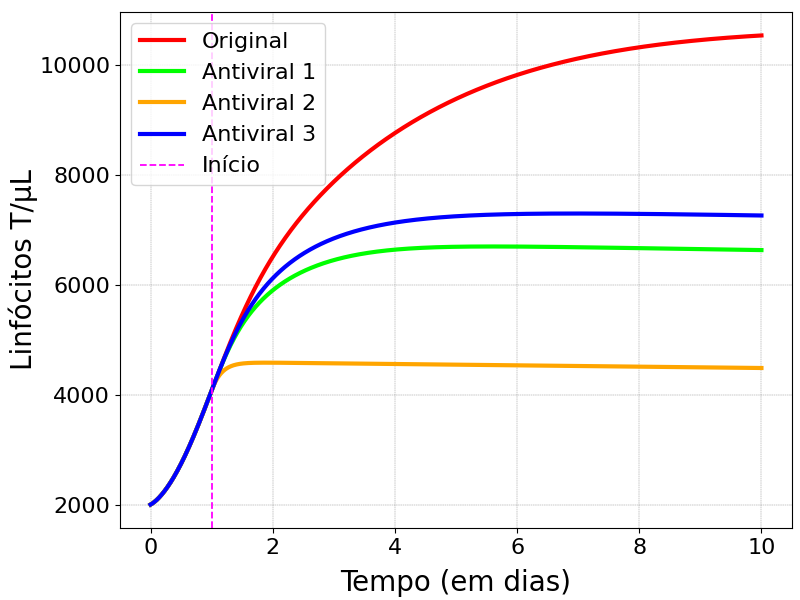 Original
Antiviral 1
Antiviral 2
Antiviral 3
Início
10000
8000
6000
4000
2000
Linfócitos T/μL
0 2 4 6 8 10
Tempo (em dias)